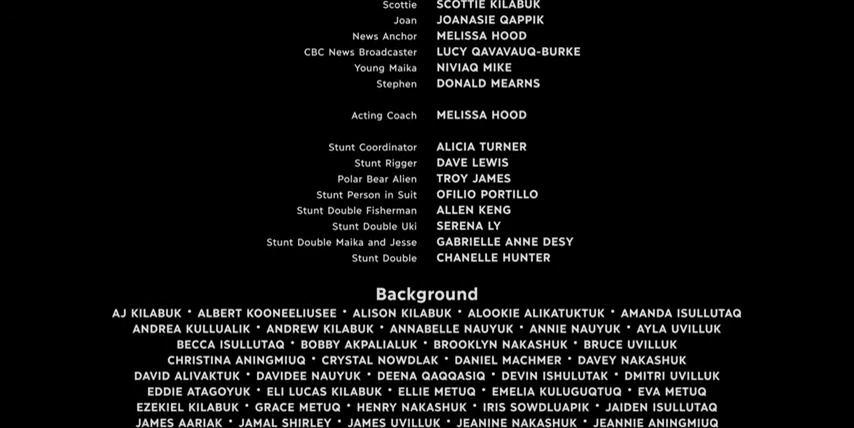 Scottie SCOTTIE KILABUK
Joan JOANASIE QAPPIK
News Anchor MELISSA HOOD
CBC News Broadcaster LUCY QAVAVAUQ-BURKE
Young Maika NIVIAQ MIKE
Stephen DONALD MEARNS
Acting Coach MELISSA HOOD
Stunt Coordinator ALICIA TURNER
Stunt Rigger DAVE LEWIS
Polar Bear Alien TROY JAMES
Stunt Person in Suit OFILIO PORTILLO
Stunt Double Fisherman ALLEN KENG
Stunt Double Uki SERENA LY
Stunt Double Maika and Jesse GABRIELLE ANNE DESY
Stunt Double CHANELLE HUNTER
Background
AJ KILABUK • ALBERT KOONEELIUSEE • ALISON KILABUK • ALOOKIE ALIKATUKTUK • AMANDA ISULLUTAQ
ANDREA KULLUALIK • ANDREW KILABUK • ANNABELLE NAUYUK • ANNIE NAUYUK • AYLA UVILLUK
BECCA ISULLUTAQ • BOBBY AKPALIALUK • BROOKLYN NAKASHUK • BRUCE UVILLUK
CHRISTINA ANINGMIUQ • CRYSTAL NOWDLAK • DANIEL MACHMER • DAVEY NAKASHUK
DAVID ALIVAKTUK • DAVIDEE NAUYUK • DEENA QAQQASIQ • DEVIN ISHULUTAK • DMITRI UVILLUK
EDDIE ATAGOYUK • ELI LUCAS KILABUK • ELLIE METUQ • EMELIA KULUGUQTUQ • EVA METUQ
EZEKIEL KILABUK • GRACE METUQ • HENRY NAKASHUK • IRIS SOWDLUAPIK • JAIDEN ISULLUTAQ
JAMES AARIAK • JAMAL SHIRLEY • JAMES UVILLUK • JEANINE NAKASHUK • JEANNIE ANINGMIUQ